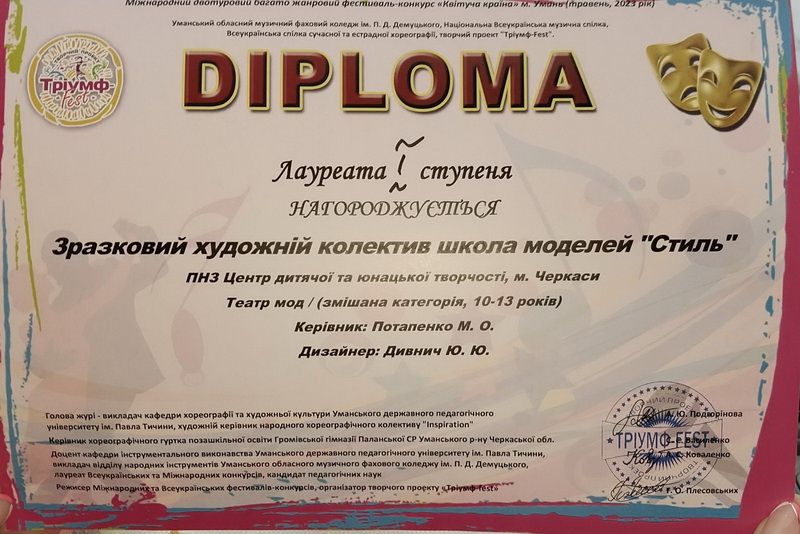 Міжнародний двотуровий багато жанровий фестиваль-конкурс «Квітуча країна» м. Умань (травень, 2023 рік)
Уманський обласний музичний фаховий коледж ім. П. Д. Демуцького, Національна Всеукраїнська музична спілка,
Всеукраїнська спілка сучасної та естрадної хореографії, творчий проект "Тріумф-Fest".
Тріумф
Fest
DIPLOMA
Лауреата I ступеня
НАГОРОДЖУЄТЬСЯ
Зразковий художній колектив школа моделей "Стиль"
ПНЗ Центр дитячої та юнацької творчості, м. Черкаси
Театр мод / (змішана категорія, 10-13 років)
Керівник: Потапенко М. О.
Дизайнер: Дивнич Ю. Ю.
Голова журі - викладач кафедри хореографії та художньої культури Уманського державного педагогічного
університету ім. Павла Тичини, художній керівник народного хореографічного колективу "Inspiration"
А. Ю. Подворінова
Керівник хореографічного гуртка позашкільної освіти Громівської гімназії Паланської СР Уманського р-ну Черкаської обл.
Василенко
Доцент кафедри інструментального виконавства Уманського державного педагогічного університету ім. Павла Тичини,
викладач відділу народних інструментів Уманського обласного музичного фахового коледжу ім. П. Д. Демуцького,
лауреат Всеукраїнських та Міжнародних конкурсів, кандидат педагогічних наук
Коваленко
Режисер Міжнародних та Всеукраїнських фестивалів-конкурсів, організатор творчого проекту «Тріумф-fest»
Г. О. Плесовських
ТРІУМФ-FEST